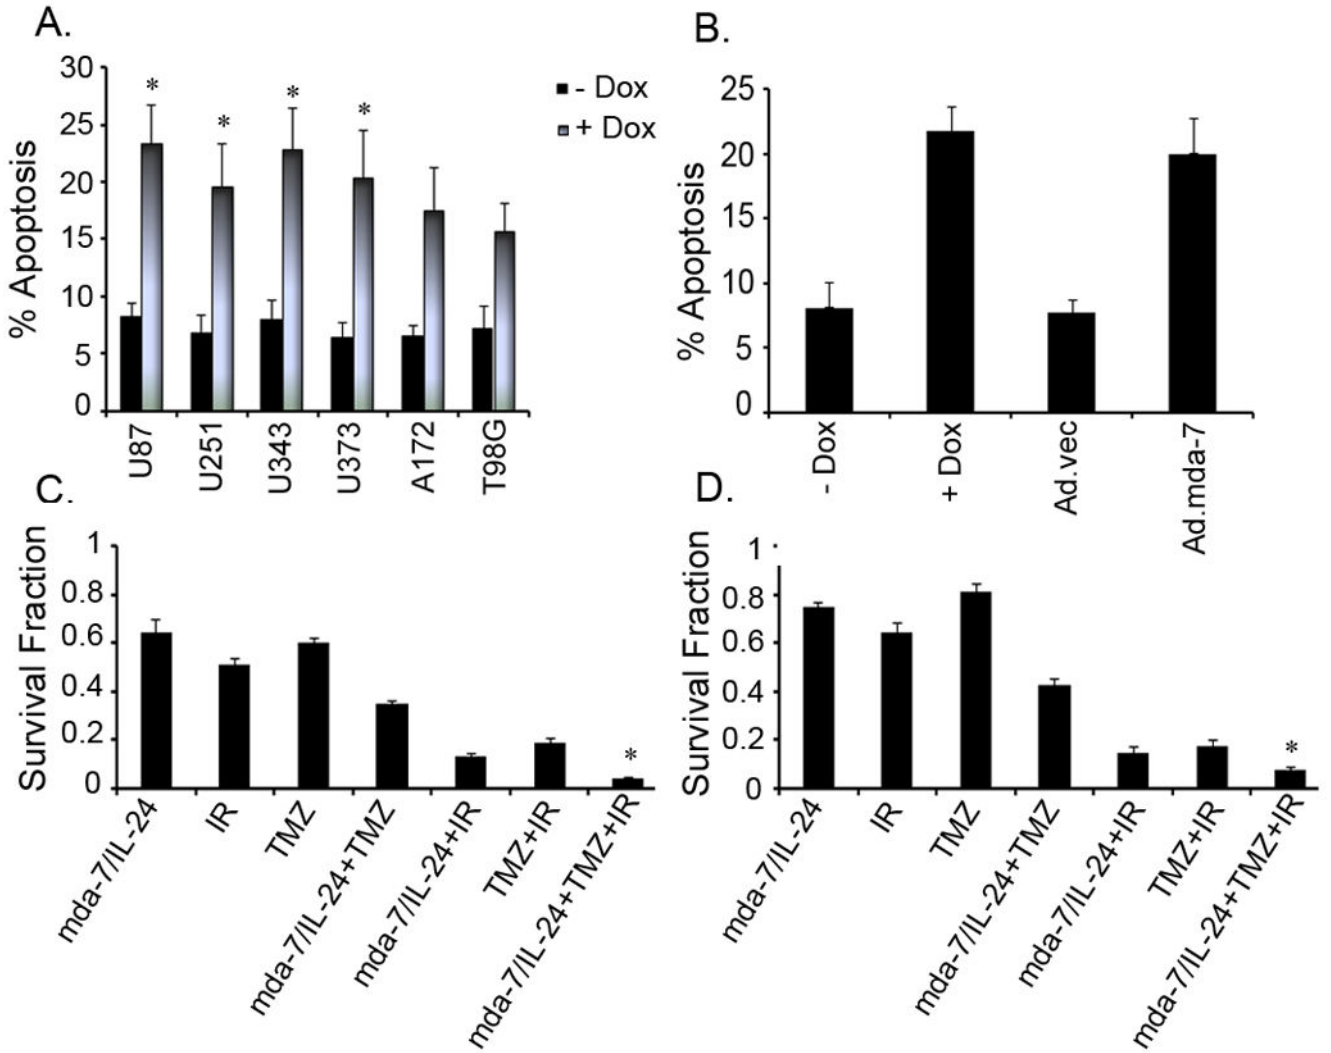 A.
% Apoptosis
30
25
20
15
10
5
0
*
*
*
*
- Dox
+ Dox
U87
U251
U343
U373
A172
T98G
B.
% Apoptosis
25
20
15
10
5
0
- Dox
+ Dox
Ad.vec
Ad.mda-7
C.
Survival Fraction
1
0.8
0.6
0.4
0.2
0
*
mda-7/IL-24
IR
TMZ
mda-7/IL-24+TMZ
mda-7/IL-24+IR
TMZ+IR
mda-7/IL-24+TMZ+IR
D.
Survival Fraction
1
0.8
0.6
0.4
0.2
0
*
mda-7/IL-24
IR
TMZ
mda-7/IL-24+TMZ
mda-7/IL-24+IR
TMZ+IR
mda-7/IL-24+TMZ+IR